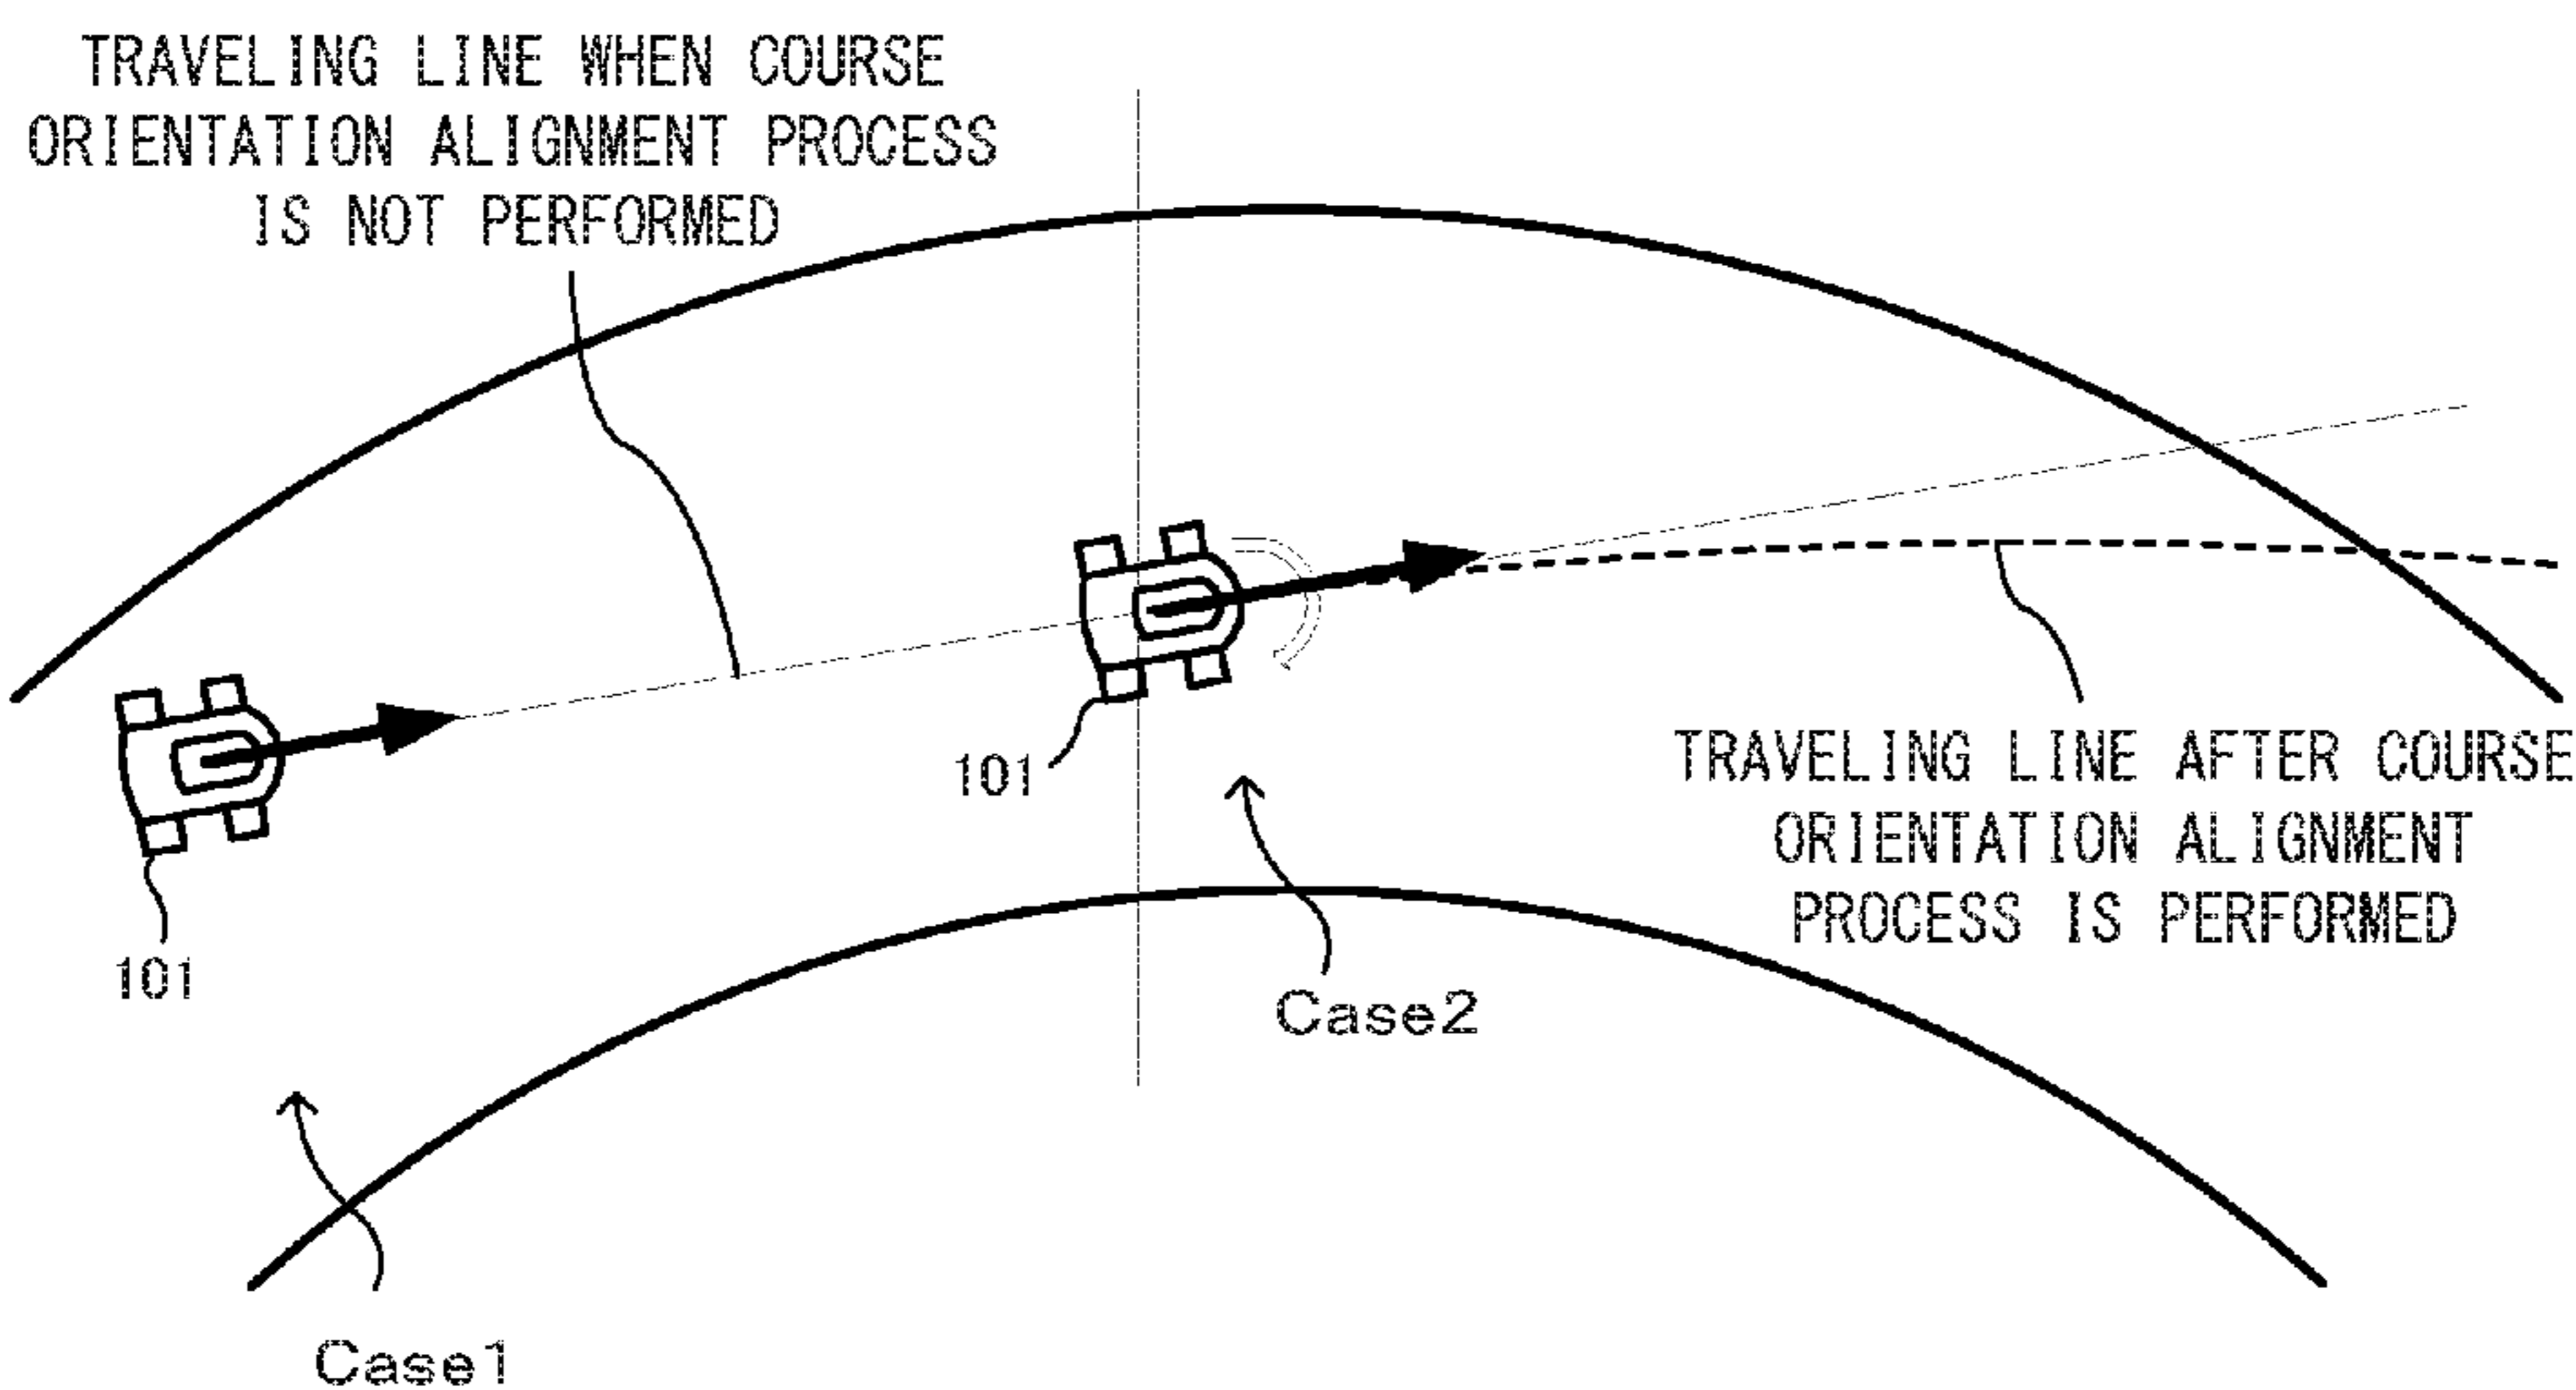 TRAVELING LINE WHEN COURSE
ORIENTATION ALIGNMENT PROCESS
IS NOT PERFORMED
101
101
TRAVELING LINE AFTER COURSE
ORIENTATION ALIGNMENT
PROCESS IS PERFORMED
Case2
Case1